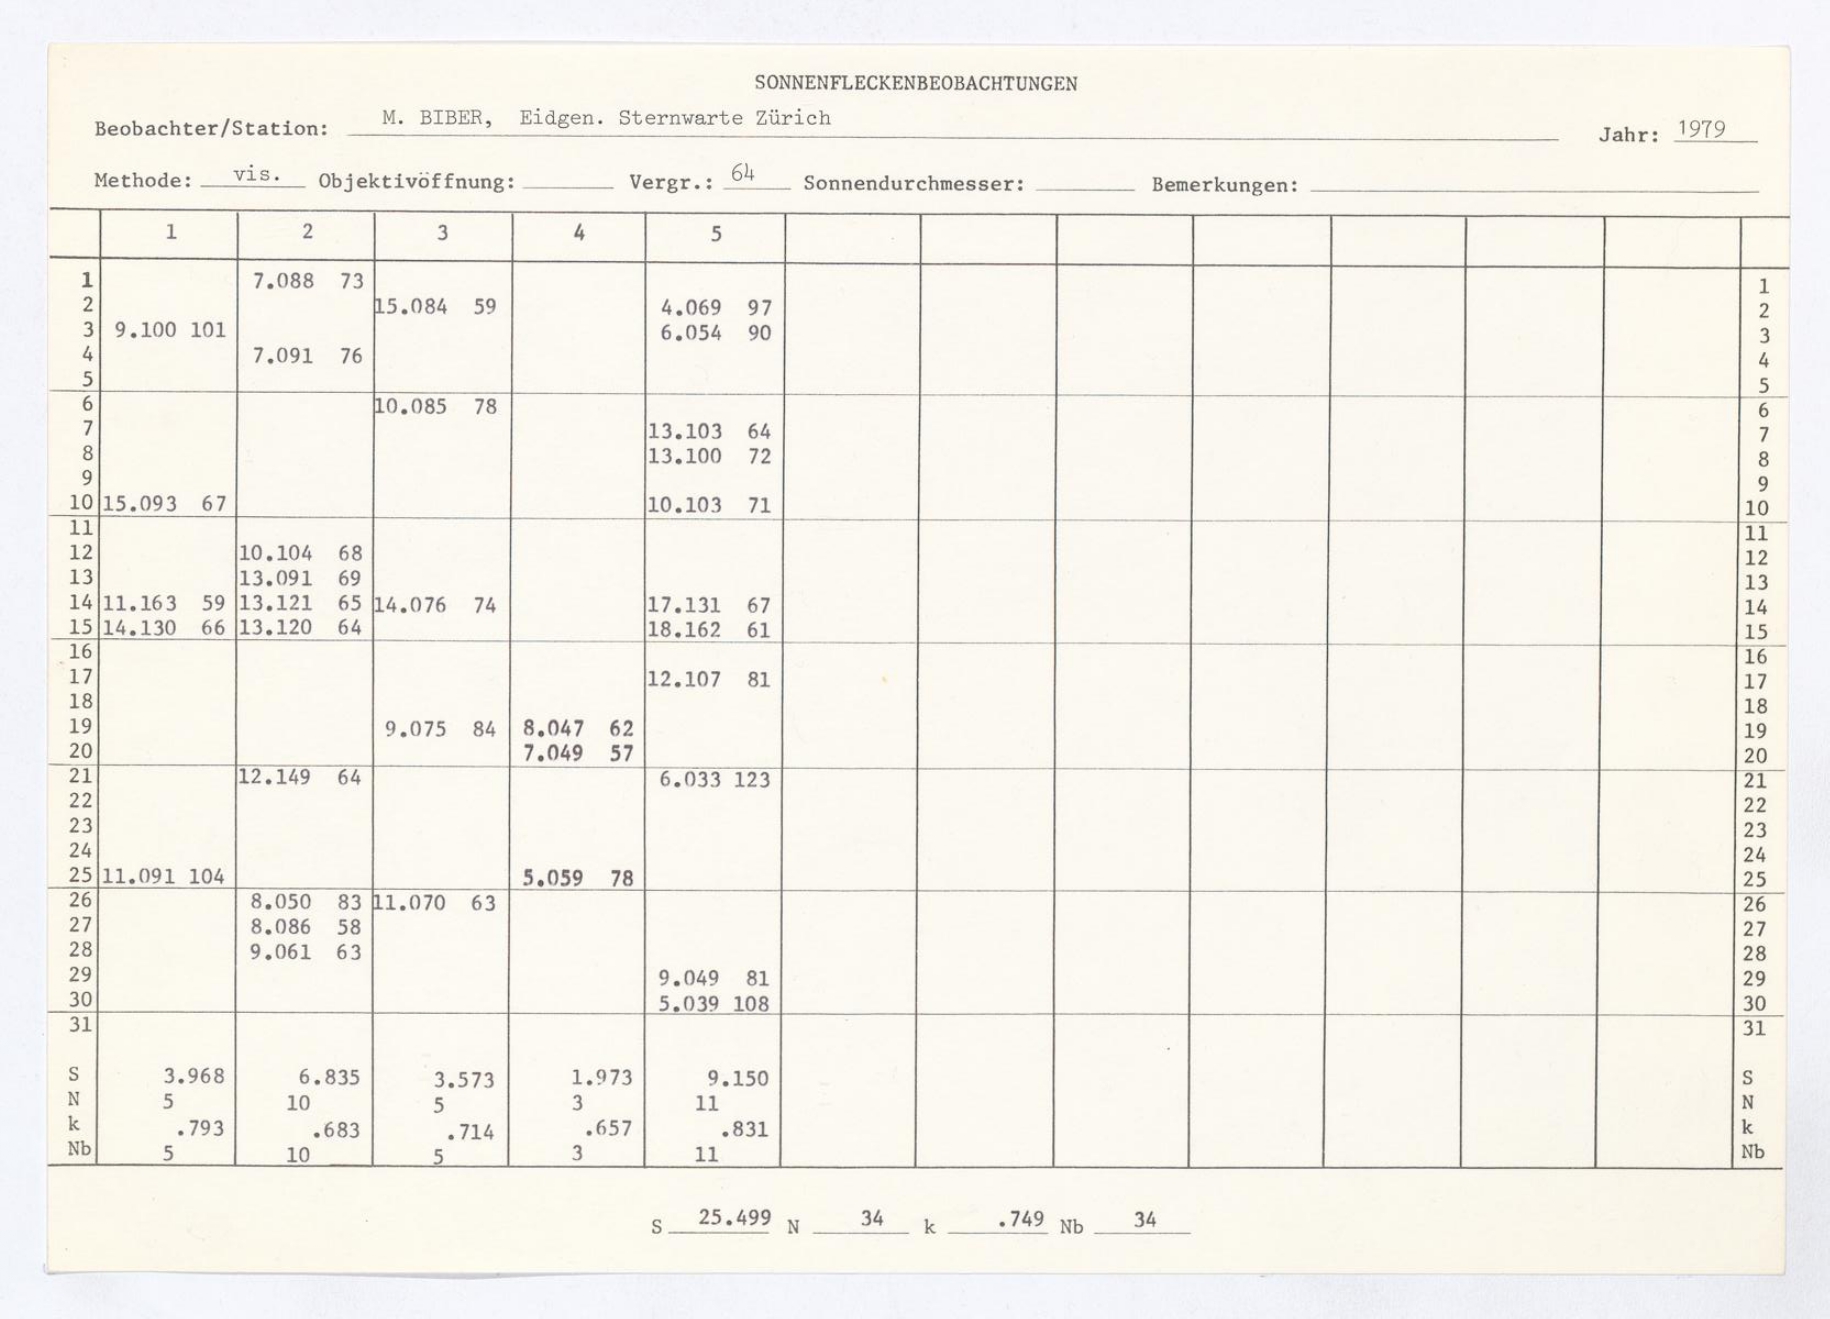 SONNENFLECKENBEOBACHTUNGEN
Beobachter/Station: M. BIBER, Eidgen. Sternwarte Zürich Jahr: 1979
Methode: vis. Objektivöffnung: Vergr.: 64 Sonnendurchmesser: Bemerkungen:
1 2 3 4 5
1 7.088 73 1
2 15.084 59 4.069 97 2
3 9.100 101 6.054 90 3
4 7.091 76 4
5 5
6 10.085 78 6
7 13.103 64 7
8 13.100 72 8
9 9
10 15.093 67 10.103 71 10
11 11
12 10.104 68 12
13 13.091 69 13
14 11.163 59 13.121 65 14.076 74 17.131 67 14
15 14.130 66 13.120 64 18.162 61 15
16 16
17 12.107 81 17
18 18
19 9.075 84 8.047 62 19
20 7.049 57 20
21 12.149 64 6.033 123 21
22 22
23 23
24 24
25 11.091 104 5.059 78 25
26 8.050 83 11.070 63 26
27 8.086 58 27
28 9.061 63 28
29 9.049 81 29
30 5.039 108 30
31 31
S 3.968 6.835 3.573 1.973 9.150 S
N 5 10 5 3 11 N
k .793 .683 .714 .657 .831 k
Nb 5 10 5 3 11 Nb
S 25.499 N 34 k .749 Nb 34